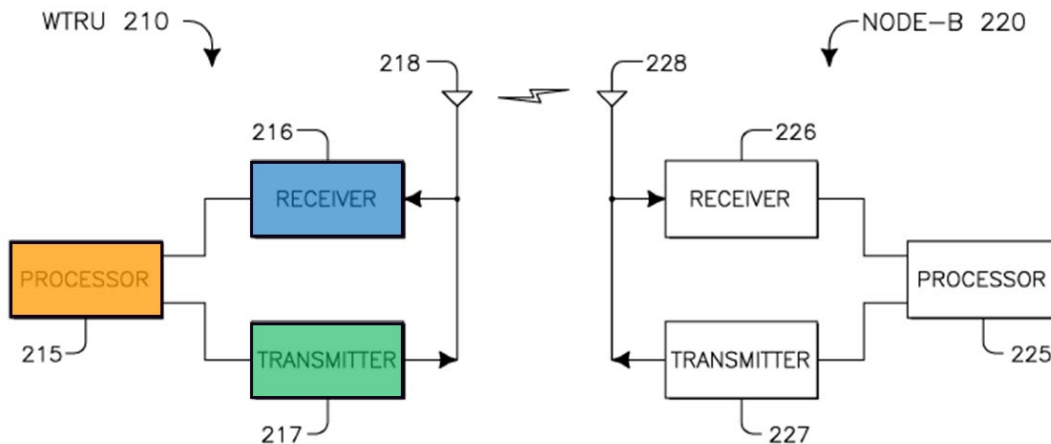 WTRU 210
NODE-B 220
218
228
216
226
RECEIVER
RECEIVER
PROCESSOR
PROCESSOR
215
TRANSMITTER
TRANSMITTER
225
217
227